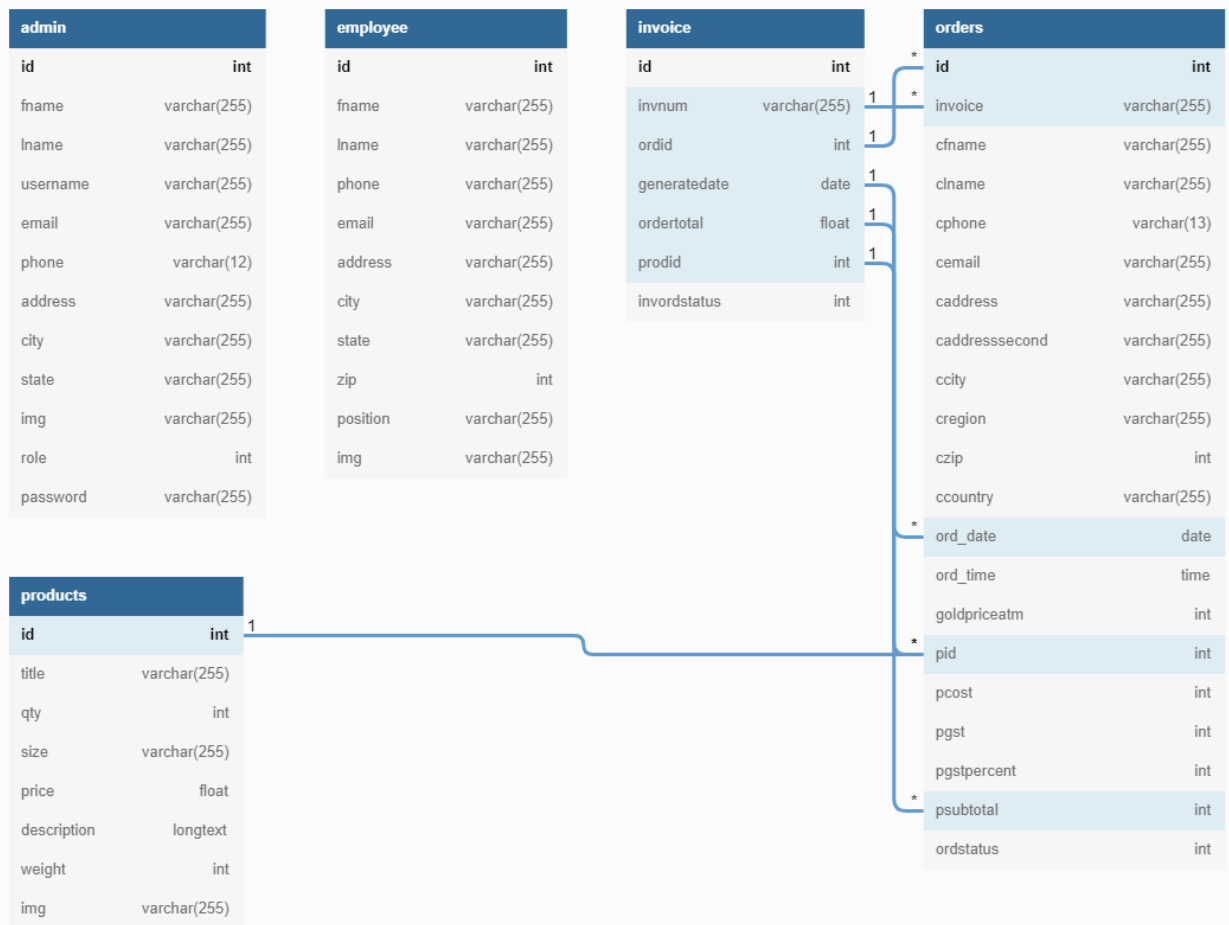 admin
id int
fname varchar(255)
lname varchar(255)
username varchar(255)
email varchar(255)
phone varchar(12)
address varchar(255)
city varchar(255)
state varchar(255)
img varchar(255)
role int
password varchar(255)
employee
id int
fname varchar(255)
lname varchar(255)
phone varchar(255)
email varchar(255)
address varchar(255)
city varchar(255)
state varchar(255)
zip int
position varchar(255)
img varchar(255)
invoice
id int
invnum varchar(255) 1
ordid int 1
generatedate date 1
ordertotal float 1
prodid int 1
invordstatus int
orders
* id int
* invoice varchar(255)
cfname varchar(255)
clname varchar(255)
cphone varchar(13)
cemail varchar(255)
caddress varchar(255)
caddresssecond varchar(255)
ccity varchar(255)
cregion varchar(255)
czip int
ccountry varchar(255)
* ord_date date
ord_time time
goldpriceatm int
* pid int
pcost int
pgst int
pgstpercent int
* psubtotal int
ordstatus int
products
id int 1
title varchar(255)
qty int
size varchar(255)
price float
description longtext
weight int
img varchar(255)